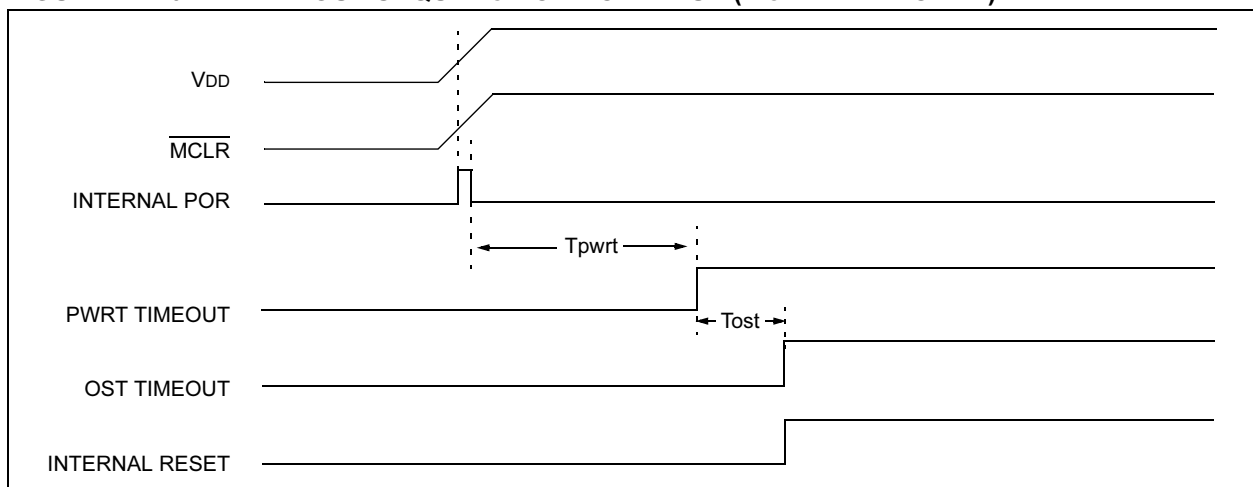 VDD
MCLR
INTERNAL POR
Tpwrt
PWRT TIMEOUT
Tost
OST TIMEOUT
INTERNAL RESET